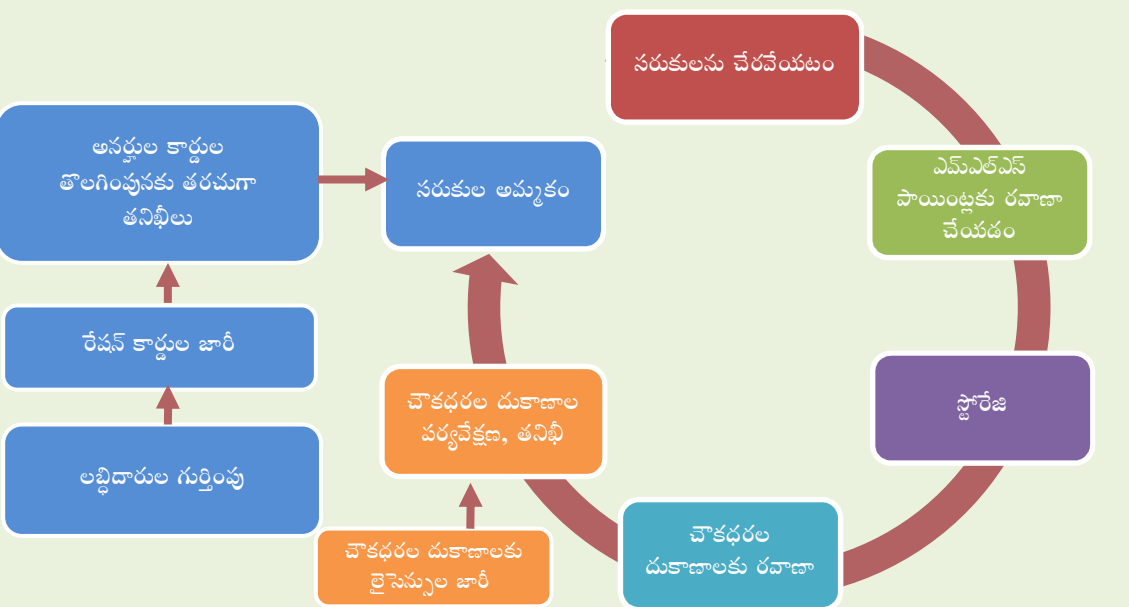 సరుకులను చేరవేయటం
అనర్హుల కార్డుల
తొలగింపునకు తరచుగా
తనిఖీలు
సరుకుల అమ్మకం
ఎమ్ఎల్ఎస్
పాయింట్లకు రవాణా
చేయడం
రేషన్ కార్డుల జారీ
చౌకధరల దుకాణాల
పర్యవేక్షణ, తనిఖీ
స్టోరేజి
లబ్ధిదారుల గుర్తింపు
చౌకధరల దుకాణాలకు
లైసెన్సుల జారీ
చౌకధరల
దుకాణాలకు రవాణా